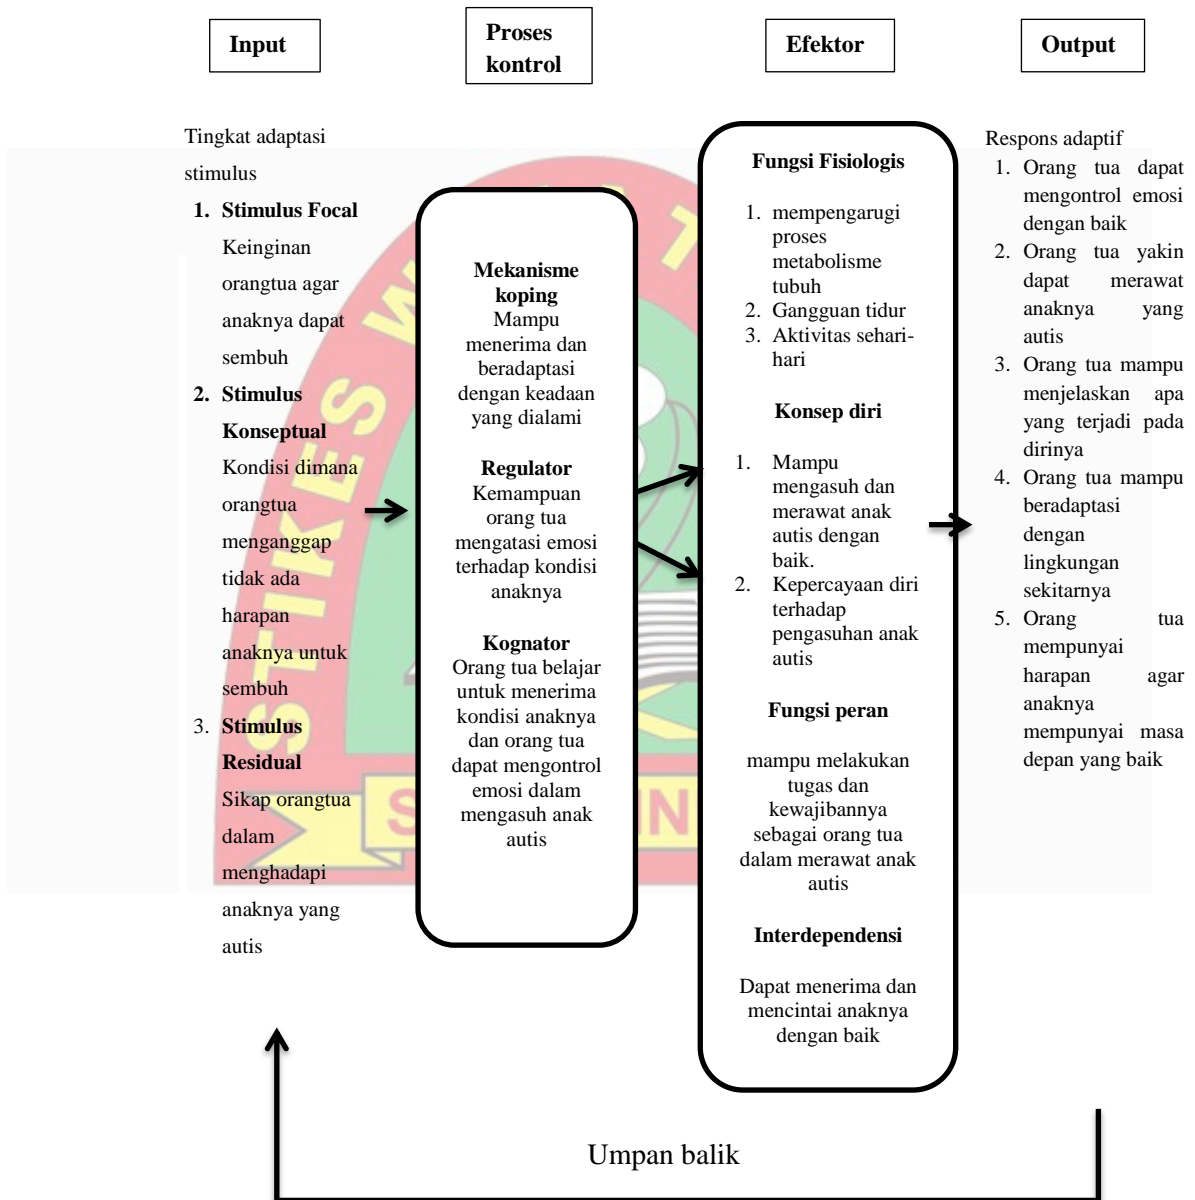 Input
Proses
kontrol
Efektor
Output
Tingkat adaptasi
stimulus
1. Stimulus Focal
Keinginan
orangtua agar
anaknya dapat
sembuh
2. Stimulus
Konseptual
Kondisi dimana
orangtua
menganggap
tidak ada
harapan
anaknya untuk
sembuh
3. Stimulus
Residual
Sikap orangtua
dalam
menghadapi
anaknya yang
autis
Mekanisme
koping
Mampu
menerima dan
beradaptasi
dengan keadaan
yang dialami
Regulator
Kemampuan
orang tua
mengatasi emosi
terhadap kondisi
anaknya
Kognator
Orang tua belajar
untuk menerima
kondisi anaknya
dan orang tua
dapat mengontrol
emosi dalam
mengasuh anak
autis
Fungsi Fisiologis
1. mempengarugi
proses
metabolisme
tubuh
2. Gangguan tidur
3. Aktivitas sehari-
hari
Konsep diri
1. Mampu
mengasuh dan
merawat anak
autis dengan
baik.
2. Kepercayaan diri
terhadap
pengasuhan anak
autis
Fungsi peran
mampu melakukan
tugas dan
kewajibannya
sebagai orang tua
dalam merawat anak
autis
Interdependensi
Dapat menerima dan
mencintai anaknya
dengan baik
Respons adaptif
1. Orang tua dapat
mengontrol emosi
dengan baik
2. Orang tua yakin
dapat merawat
anaknya yang
autis
3. Orang tua mampu
menjelaskan apa
yang terjadi pada
dirinya
4. Orang tua mampu
beradaptasi
dengan
lingkungan
sekitarnya
5. Orang tua
mempunyai
harapan agar
anaknya
mempunyai masa
depan yang baik
Umpan balik
STIKES